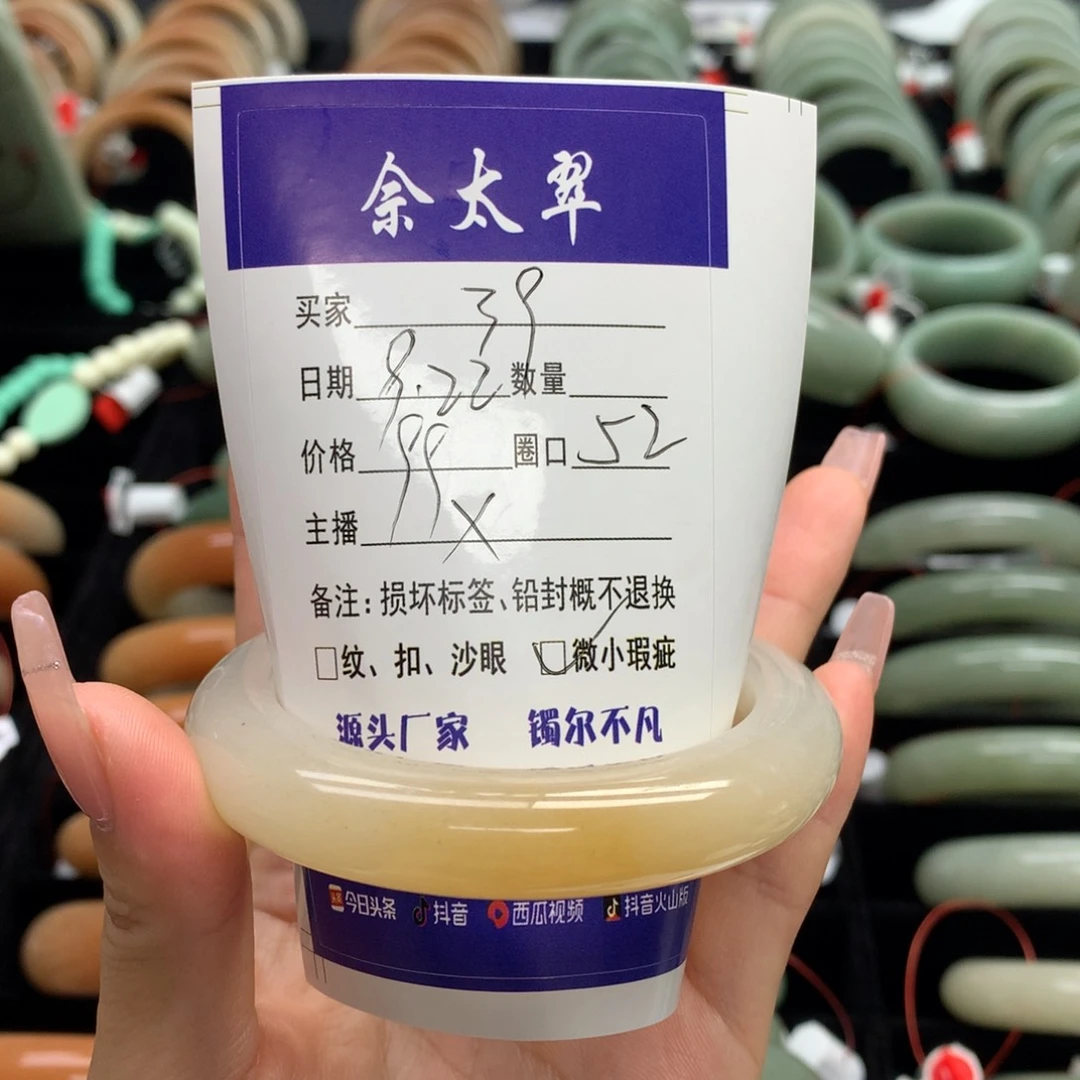 佘太翠
买家 39
日期 9.22 数量
价格 99 圈口 52
主播 X
备注:损坏标签、铅封概不退换
□纹、扣、沙眼 ☑微小瑕疵
源头厂家 镯尔不凡
今日头条 抖音 西瓜视频 抖音火山版